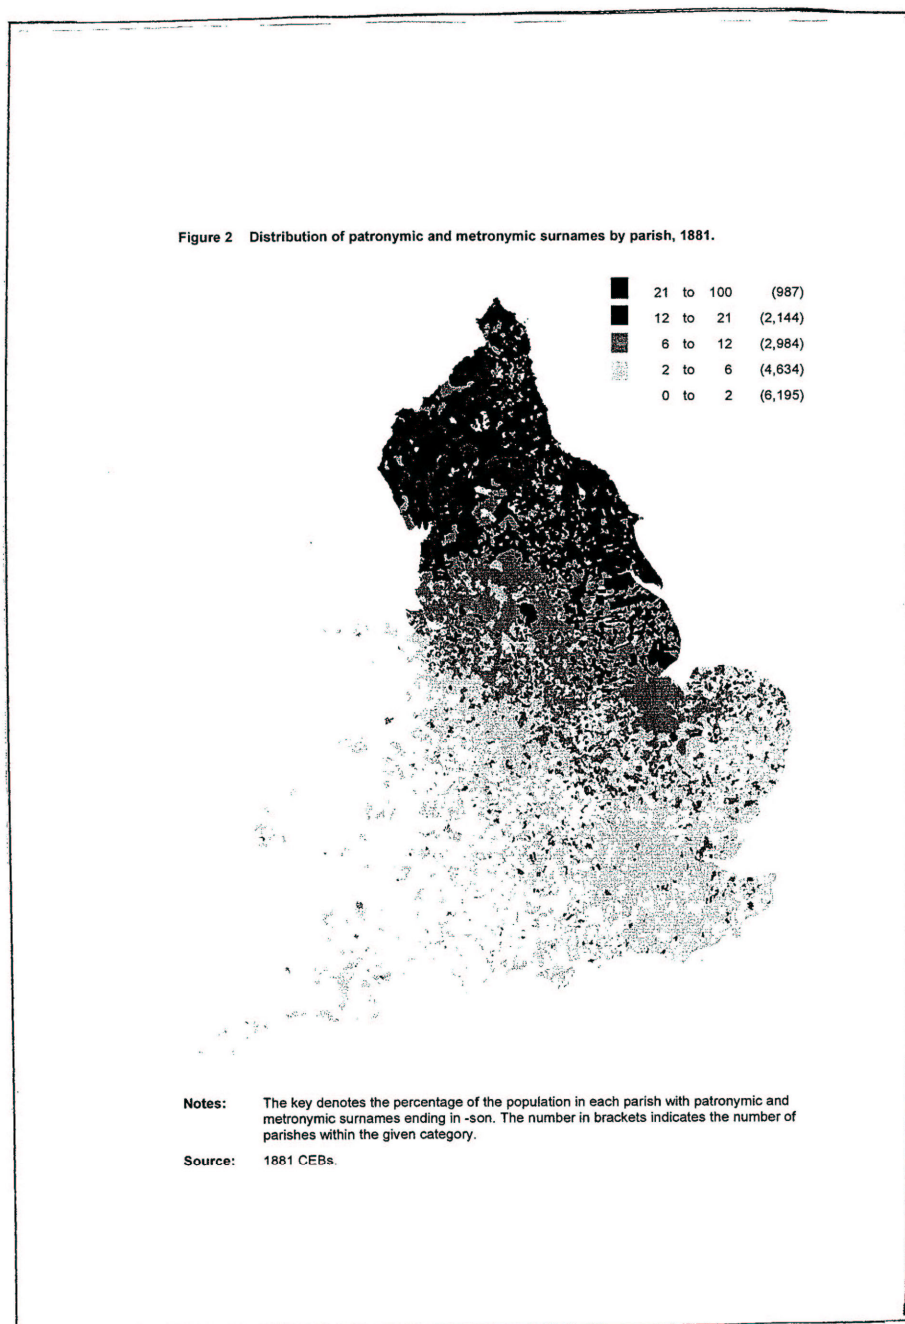 Figure 2 Distribution of patronymic and metronymic surnames by parish, 1881.
21 to 100 (987)
12 to 21 (2,144)
6 to 12 (2,984)
2 to 6 (4,634)
0 to 2 (6,195)
Notes: The key denotes the percentage of the population in each parish with patronymic and
metronymic surnames ending in -son. The number in brackets indicates the number of
parishes within the given category.
Source: 1881 CEBs.